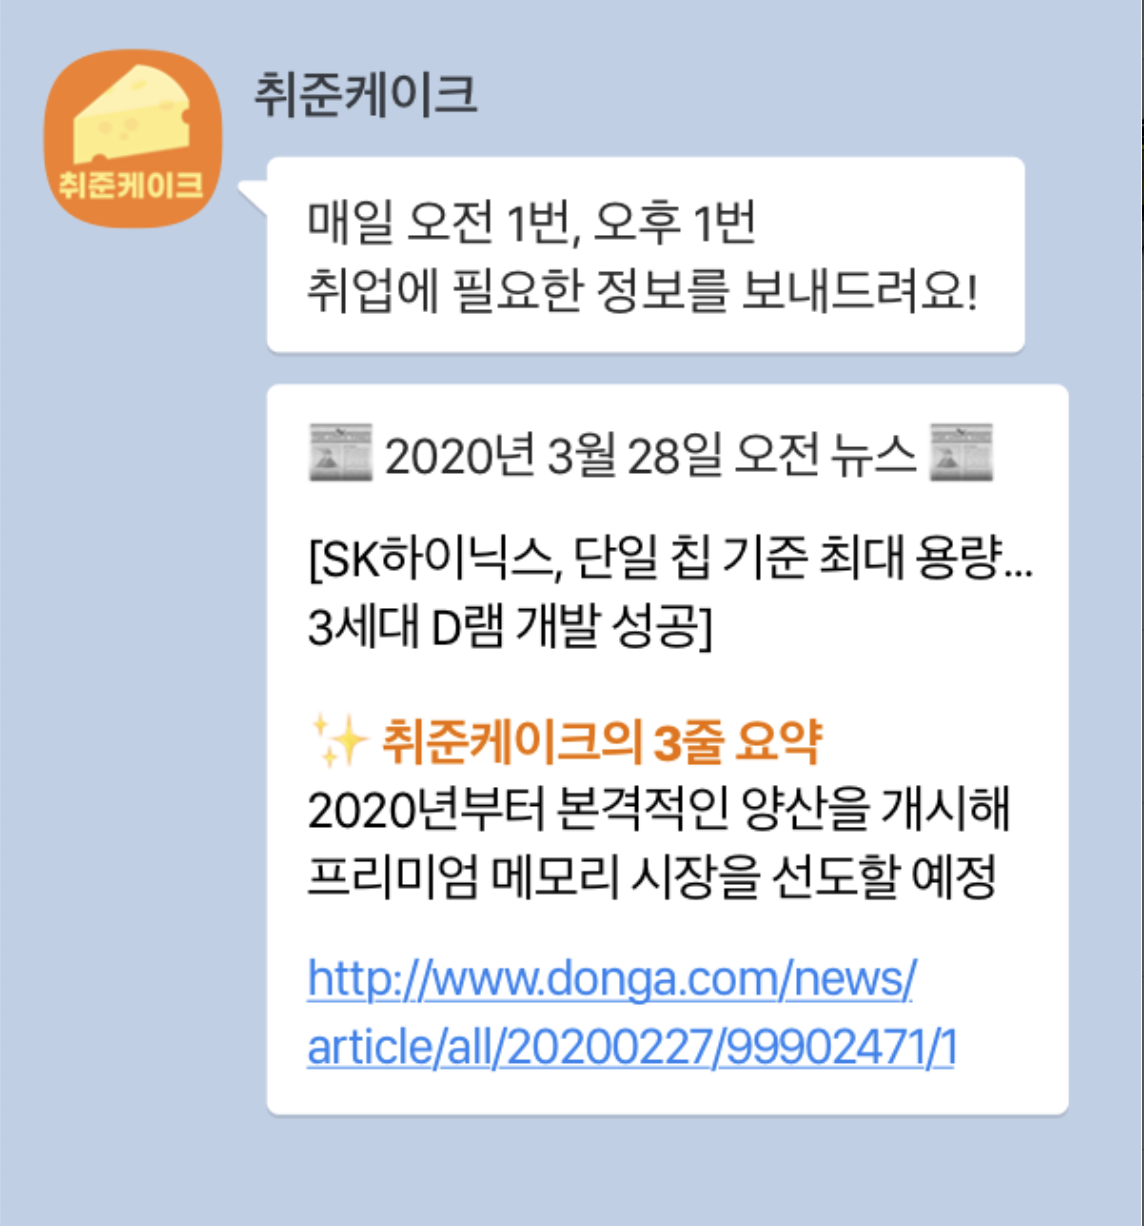 취준케이크
취준케이크
매일 오전 1번, 오후 1번
취업에 필요한 정보를 보내드려요!
2020년 3월 28일 오전 뉴스
[SK하이닉스, 단일 칩 기준 최대 용량...
3세대 D램 개발 성공]
✨ 취준케이크의 3줄 요약
2020년부터 본격적인 양산을 개시해
프리미엄 메모리 시장을 선도할 예정
http://www.donga.com/news/
article/all/20200227/99902471/1